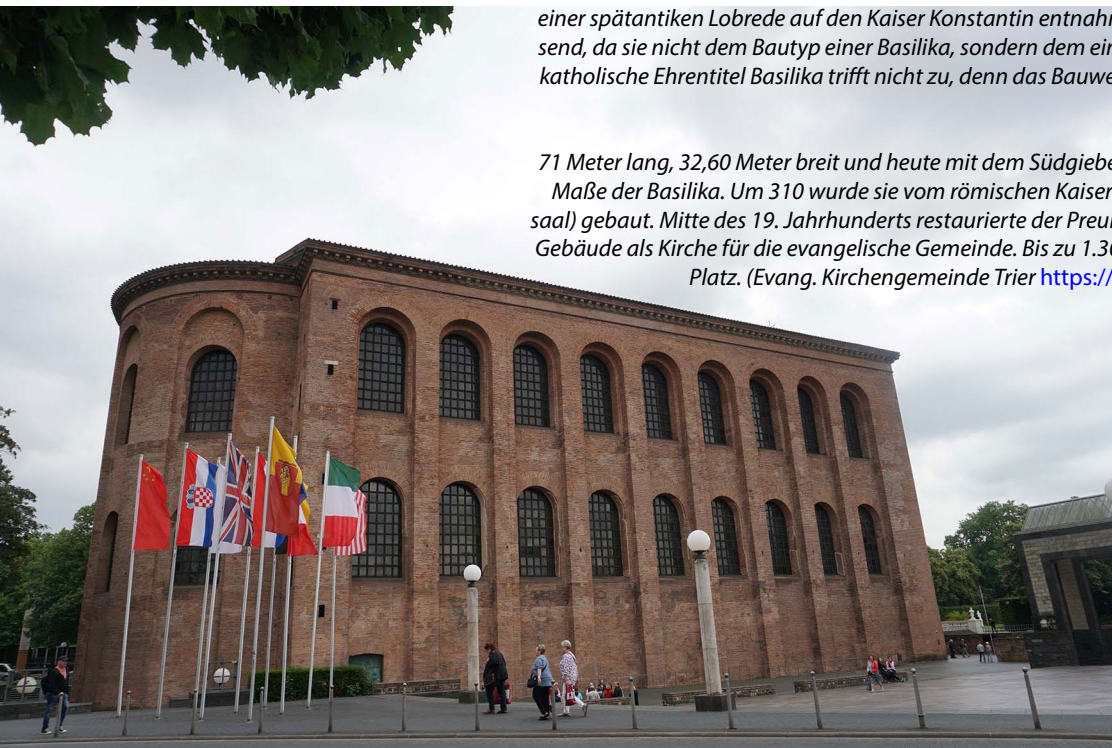 einer spätantiken Lobrede auf den Kaiser Konstantin entnah
send, da sie nicht dem Bautyp einer Basilika, sondern dem ein
katholische Ehrentitel Basilika trifft nicht zu, denn das Bauwe
71 Meter lang, 32,60 Meter breit und heute mit dem Südgiebe
Maße der Basilika. Um 310 wurde sie vom römischen Kaiser
saal) gebaut. Mitte des 19. Jahrhunderts restaurierte der Preu
Gebäude als Kirche für die evangelische Gemeinde. Bis zu 1.30
Platz. (Evang. Kirchengemeinde Trier https://